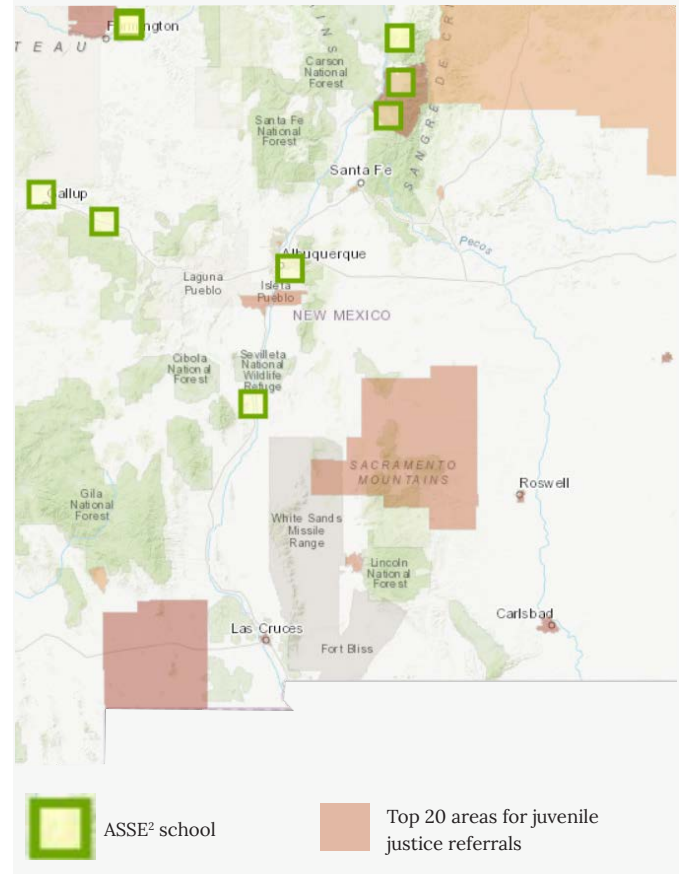 Farmington
T E A U
I N S
Carson
National
Forest
SANGRE DE CRI
Santa Fe
National
Forest
Santa Fe
Gallup
Pecos
Albuquerque
Laguna
Pueblo
Isleta
Pueblo
NEW MEXICO
Cibola
National
Forest
Sevilleta
National
Wildlife
Refuge
SACRAMENTO
MOUNTAINS
Roswell
Gila
National
Forest
White Sands
Missile
Range
Lincoln
National
Forest
Carlsbad
Las Cruces
Fort Bliss
ASSE² school
Top 20 areas for juvenile
justice referrals